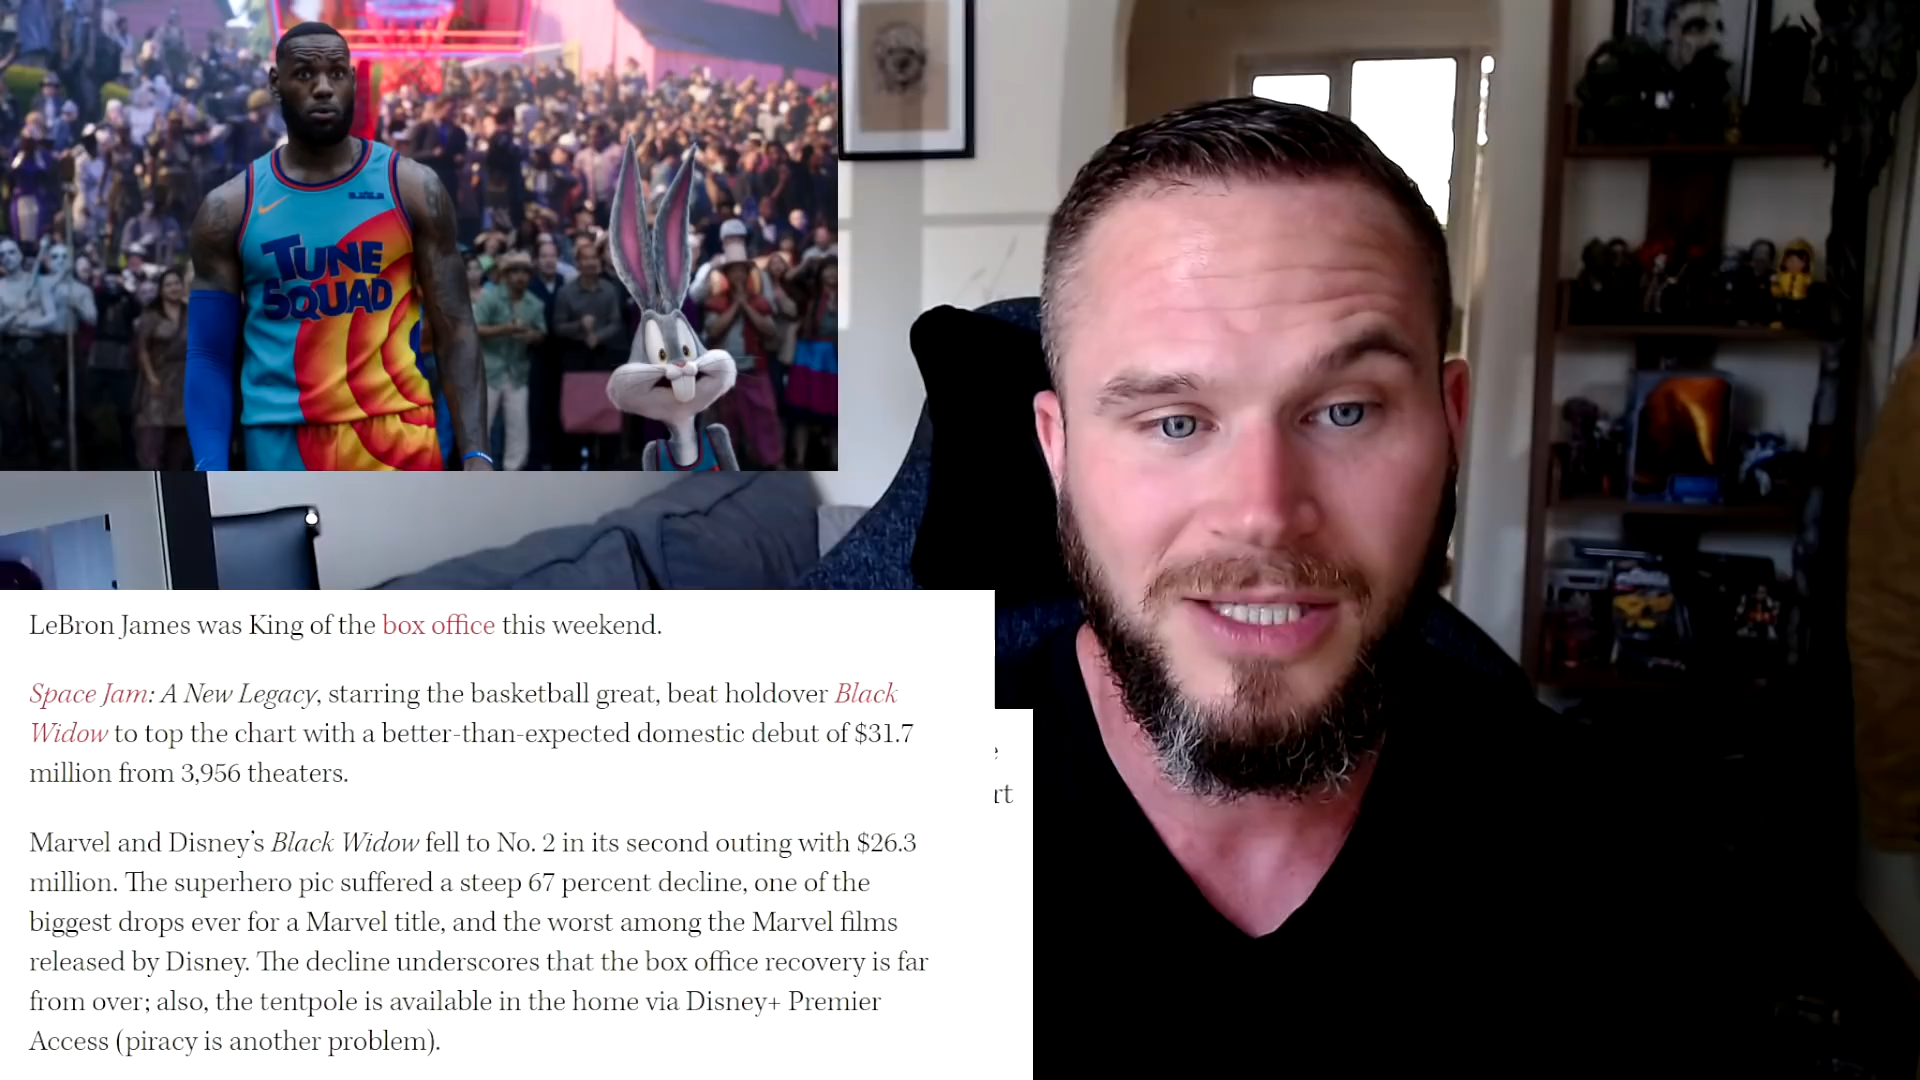 TUNE
SQUAD
LeBron James was King of the box office this weekend.
Space Jam: A New Legacy, starring the basketball great, beat holdover Black
Widow to top the chart with a better-than-expected domestic debut of $31.7
million from 3,956 theaters.
Marvel and Disney's Black Widow fell to No. 2 in its second outing with $26.3
million. The superhero pic suffered a steep 67 percent decline, one of the
biggest drops ever for a Marvel title, and the worst among the Marvel films
released by Disney. The decline underscores that the box office recovery is far
from over; also, the tentpole is available in the home via Disney+ Premier
Access (piracy is another problem).